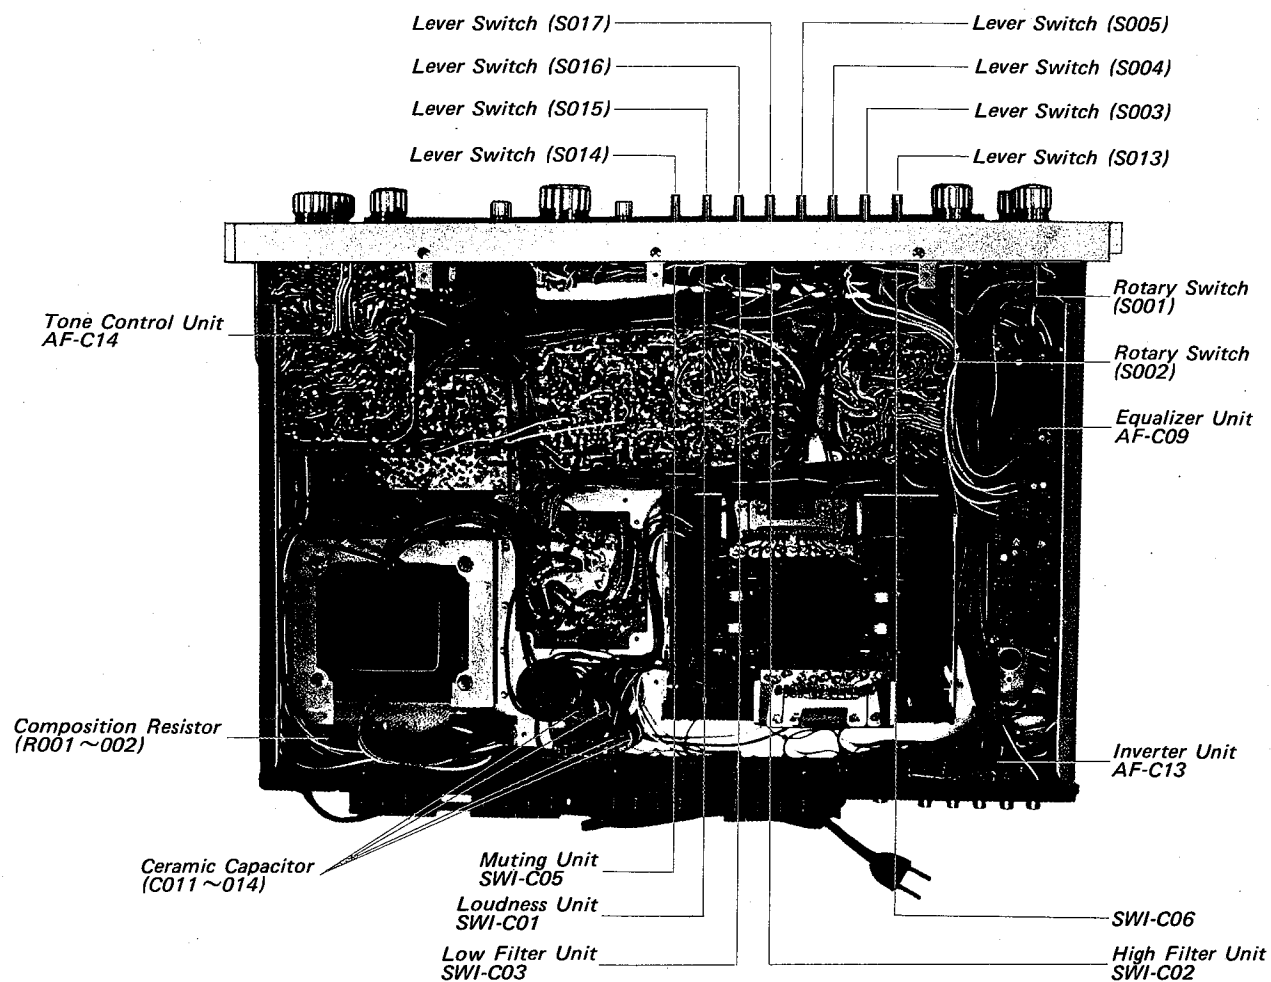 Lever Switch (S017)
Lever Switch (S005)
Lever Switch (S016)
Lever Switch (S004)
Lever Switch (S015)
Lever Switch (S003)
Lever Switch (S014)
Lever Switch (S013)
Rotary Switch
(S001)
Tone Control Unit
AF-C14
Rotary Switch
(S002)
Equalizer Unit
AF-C09
Composition Resistor
(R001～002)
Inverter Unit
AF-C13
Ceramic Capacitor
(C011～014)
Muting Unit
SWI-C05
Loudness Unit
SWI-C01
SWI-C06
Low Filter Unit
SWI-C03
High Filter Unit
SWI-C02